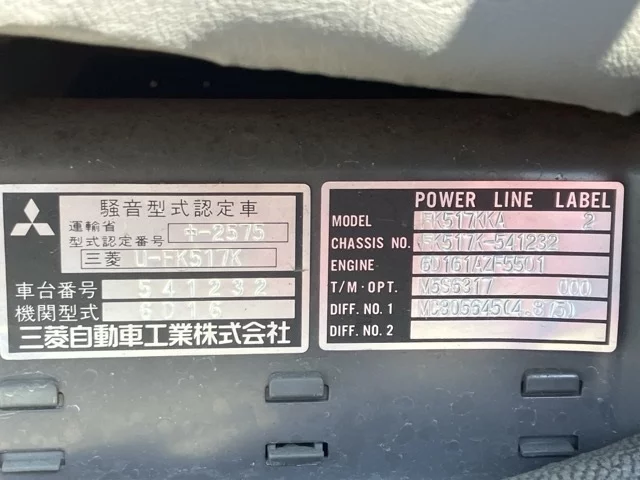 騒音型式認定車
運輸省
型式認定番号 中-2575
三菱 U-FK517K
車台番号 541232
機関型式 6D16
三菱自動車工業株式会社
POWER LINE LABEL
MODEL FK517KKA 2
CHASSIS NO. FK517K-541232
ENGINE
T/M·OPT. M5S6317 000
DIFF. NO. 1
DIFF. NO. 2